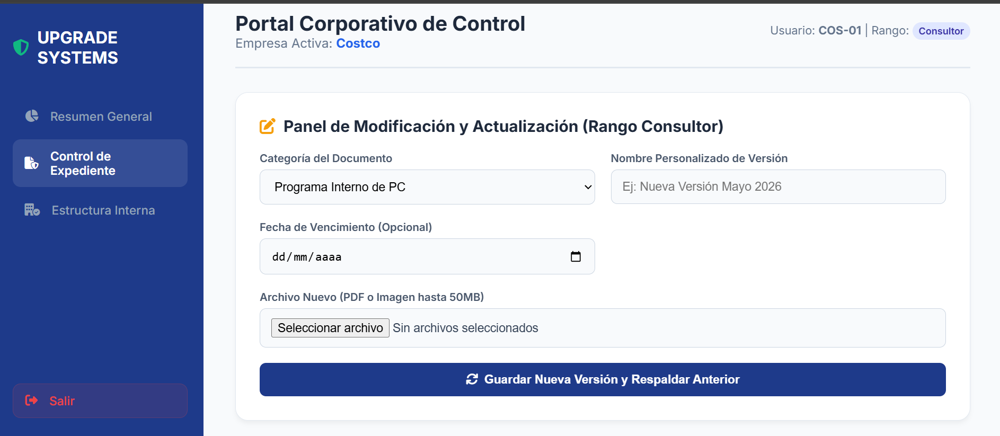 UPGRADE
SYSTEMS
Resumen General
Control de
Expediente
Estructura Interna
Salir
Portal Corporativo de Control
Empresa Activa: Costco
Usuario: COS-01 | Rango: Consultor
Panel de Modificación y Actualización (Rango Consultor)
Categoría del Documento
Programa Interno de PC
Nombre Personalizado de Versión
Ej: Nueva Versión Mayo 2026
Fecha de Vencimiento (Opcional)
dd/mm/aaaa
Archivo Nuevo (PDF o Imagen hasta 50MB)
Seleccionar archivo Sin archivos seleccionados
Guardar Nueva Versión y Respaldar Anterior